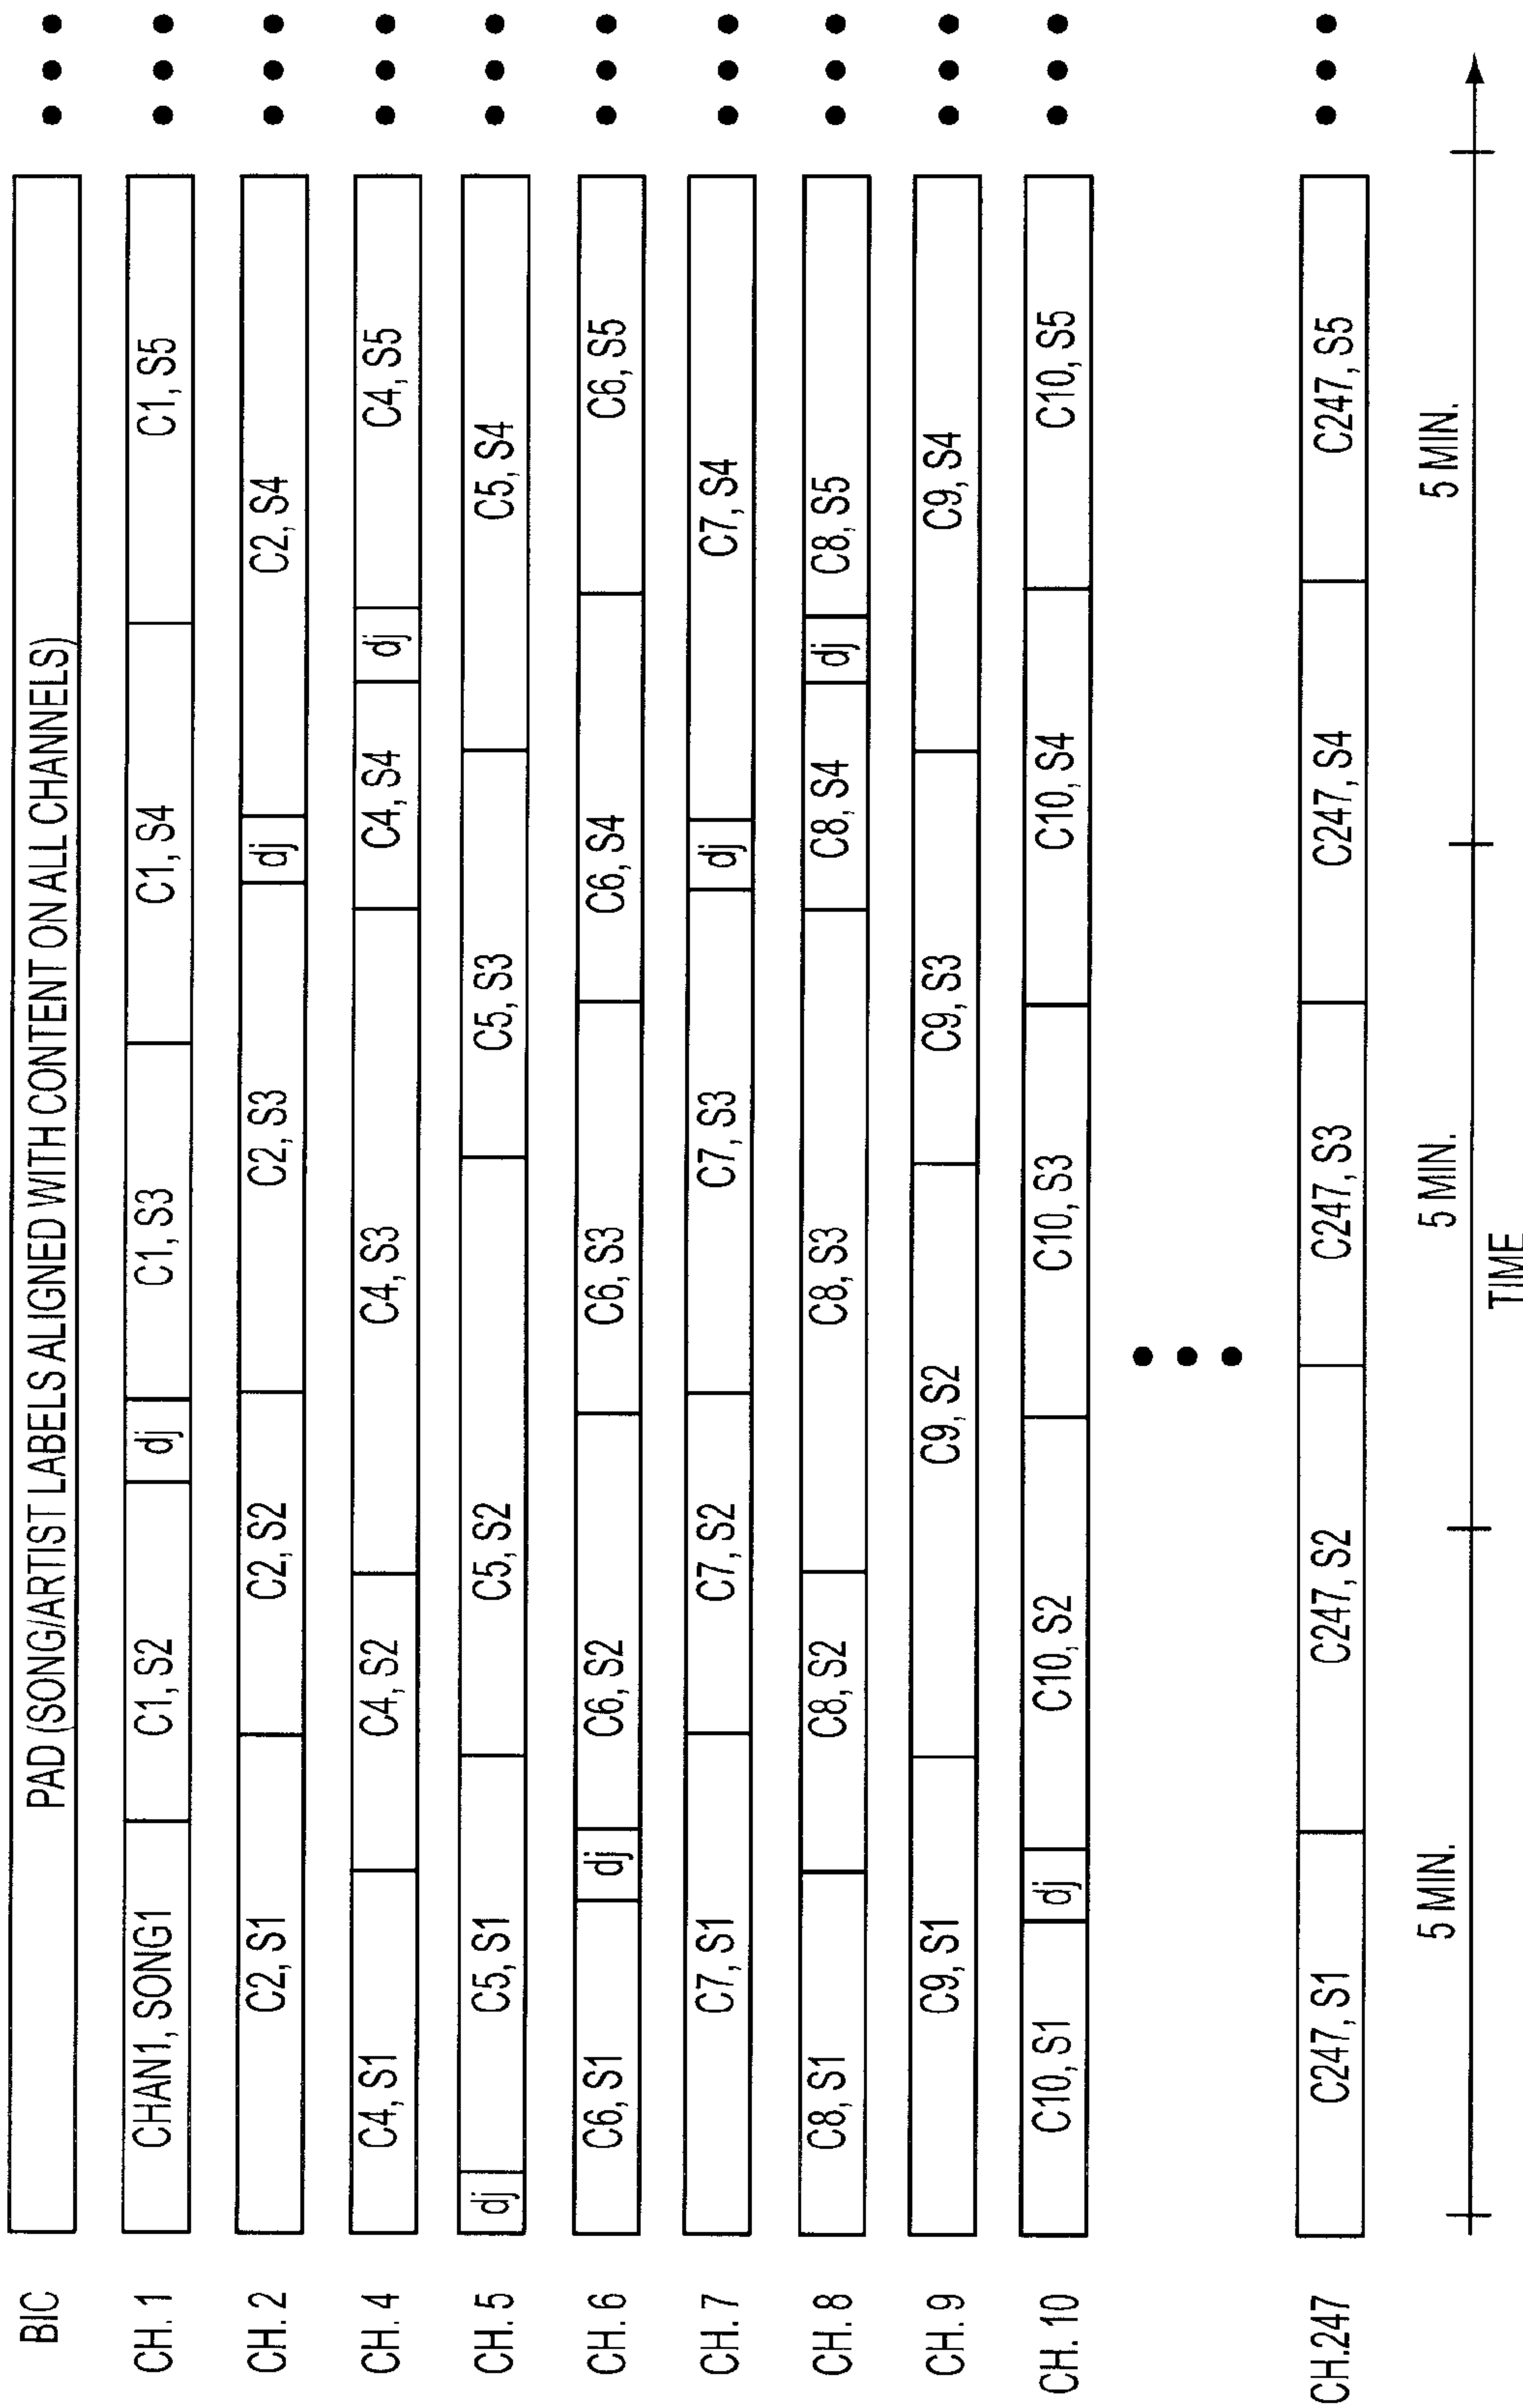 BIC
PAD (SONG/ARTIST LABELS ALIGNED WITH CONTENT ON ALL CHANNELS)
CH. 1
CHAN1, SONG1
C1, S2
dj
C1, S3
C1, S4
C1, S5
CH. 2
C2, S1
C2, S2
C2, S3
dj
C2, S4
CH. 4
C4, S1
C4, S2
C4, S3
C4, S4
dj
C4, S5
CH. 5
dj
C5, S1
C5, S2
C5, S3
C5, S4
CH. 6
C6, S1
dj
C6, S2
C6, S3
C6, S4
C6, S5
CH. 7
C7, S1
C7, S2
C7, S3
dj
C7, S4
CH. 8
C8, S1
C8, S2
C8, S3
C8, S4
dj
C8, S5
CH. 9
C9, S1
C9, S2
C9, S3
C9, S4
CH. 10
C10, S1
dj
C10, S2
C10, S3
C10, S4
C10, S5
CH.247
C247, S1
C247, S2
C247, S3
C247, S4
C247, S5
5 MIN.
5 MIN.
5 MIN.
TIME